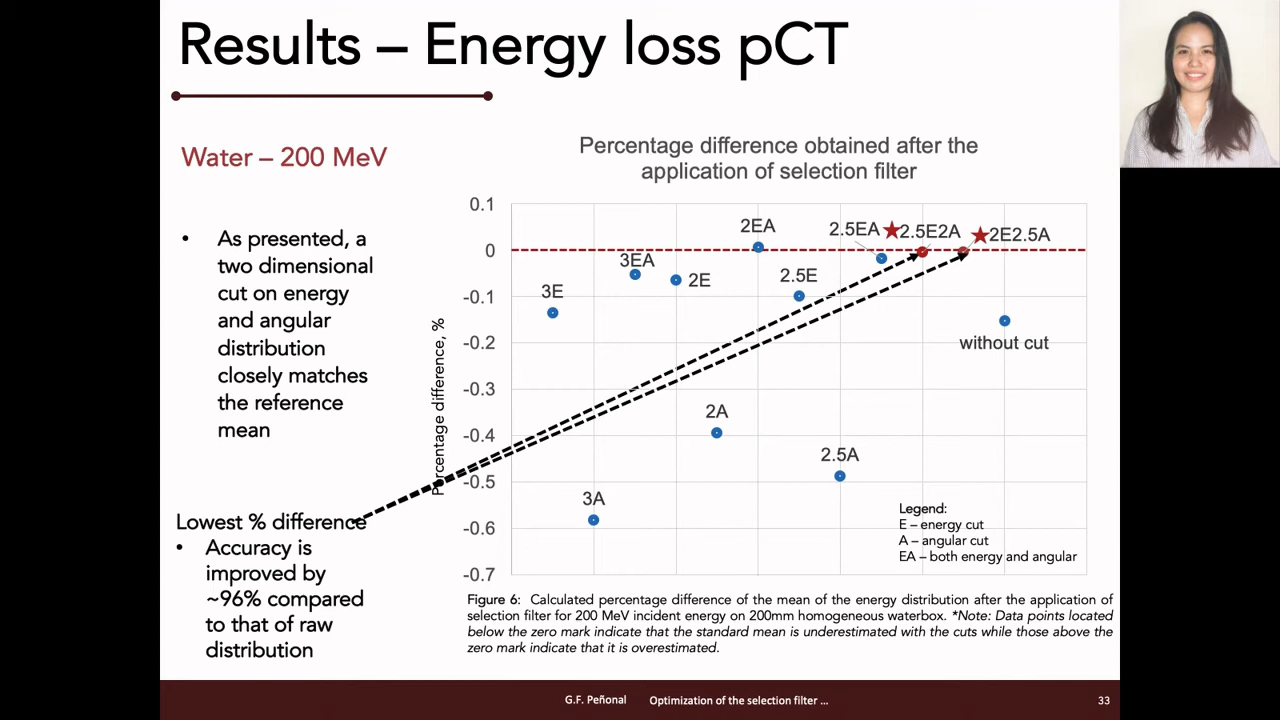 Results – Energy loss pCT
Water – 200 MeV
• As presented, a
two dimensional
cut on energy
and angular
distribution
closely matches
the reference
mean
Lowest % difference
• Accuracy is
improved by
~96% compared
to that of raw
distribution
Percentage difference obtained after the
application of selection filter
Percentage difference, %
0.1
0
-0.1
-0.2
-0.3
-0.4
-0.5
-0.6
-0.7
3E
3A
3EA
2E
2A
2EA
2.5E
2.5A
2.5EA
2.5E2A
2E2.5A
without cut
Legend:
E – energy cut
A – angular cut
EA – both energy and angular
Figure 6: Calculated percentage difference of the mean of the energy distribution after the application of
selection filter for 200 MeV incident energy on 200mm homogeneous waterbox. *Note: Data points located
below the zero mark indicate that the standard mean is underestimated with the cuts while those above the
zero mark indicate that it is overestimated.
G.F. Peñonal Optimization of the selection filter ... 33